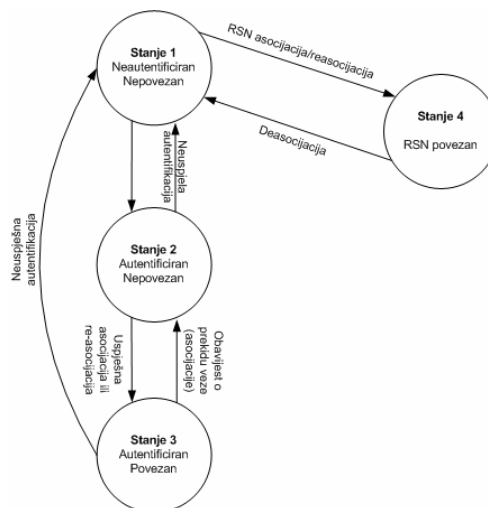 Stanje 1
Neautentificiran
Nepovezan
RSN asocijacija/reasocijacija
Stanje 4
RSN povezan
Deasocijacija
Neuspjela
autentifikacija
Neuspješna
autentifikacija
Stanje 2
Autentificiran
Nepovezan
Uspješna
asocijacija ili
re-asocijacija
Obavijest o
prekidu veze
(asocijacije)
Stanje 3
Autentificiran
Povezan